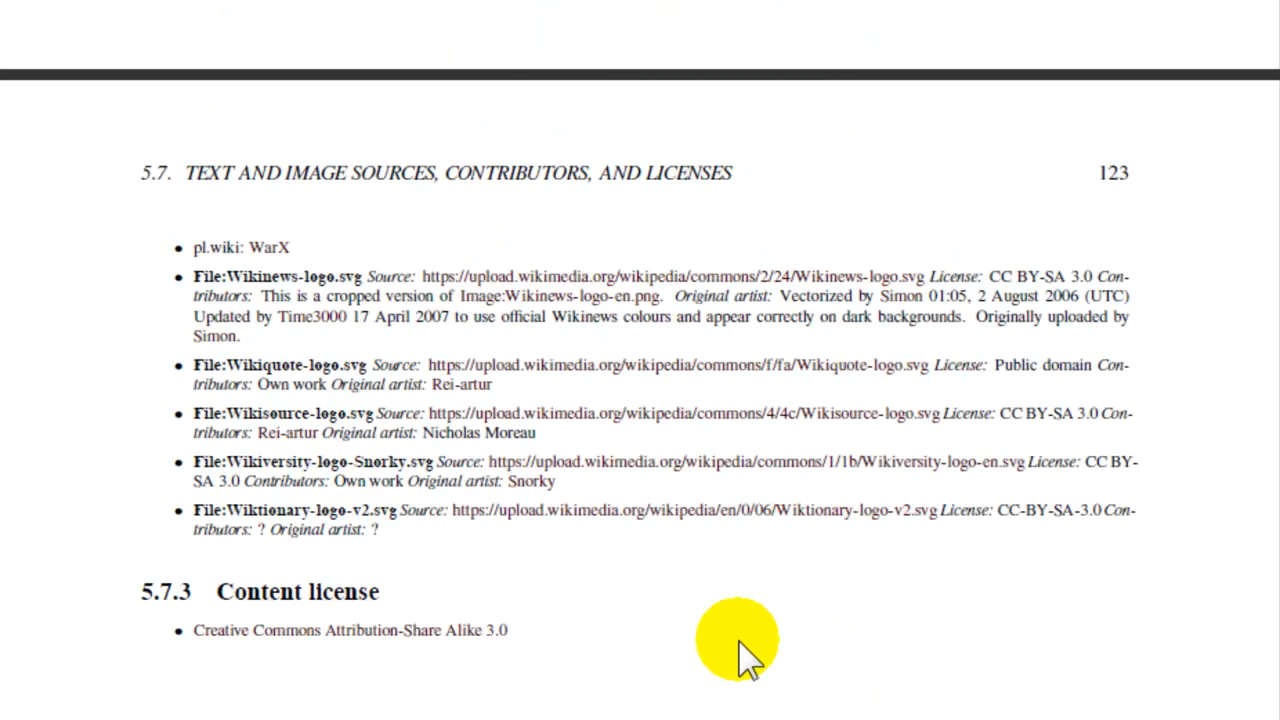 5.7. TEXT AND IMAGE SOURCES, CONTRIBUTORS, AND LICENSES 123
• pl.wiki: WarX
• File:Wikinews-logo.svg Source: https://upload.wikimedia.org/wikipedia/commons/2/24/Wikinews-logo.svg License: CC BY-SA 3.0 Con-
tributors: This is a cropped version of Image:Wikinews-logo-en.png. Original artist: Vectorized by Simon 01:05, 2 August 2006 (UTC)
Updated by Time3000 17 April 2007 to use official Wikinews colours and appear correctly on dark backgrounds. Originally uploaded by
Simon.
• File:Wikiquote-logo.svg Source: https://upload.wikimedia.org/wikipedia/commons/f/fa/Wikiquote-logo.svg License: Public domain Con-
tributors: Own work Original artist: Rei-artur
• File:Wikisource-logo.svg Source: https://upload.wikimedia.org/wikipedia/commons/4/4c/Wikisource-logo.svg License: CC BY-SA 3.0 Con-
tributors: Rei-artur Original artist: Nicholas Moreau
• File:Wikiversity-logo-Snorky.svg Source: https://upload.wikimedia.org/wikipedia/commons/1/1b/Wikiversity-logo-en.svg License: CC BY-
SA 3.0 Contributors: Own work Original artist: Snorky
• File:Wiktionary-logo-v2.svg Source: https://upload.wikimedia.org/wikipedia/en/0/06/Wiktionary-logo-v2.svg License: CC-BY-SA-3.0 Con-
tributors: ? Original artist: ?
5.7.3 Content license
• Creative Commons Attribution-Share Alike 3.0